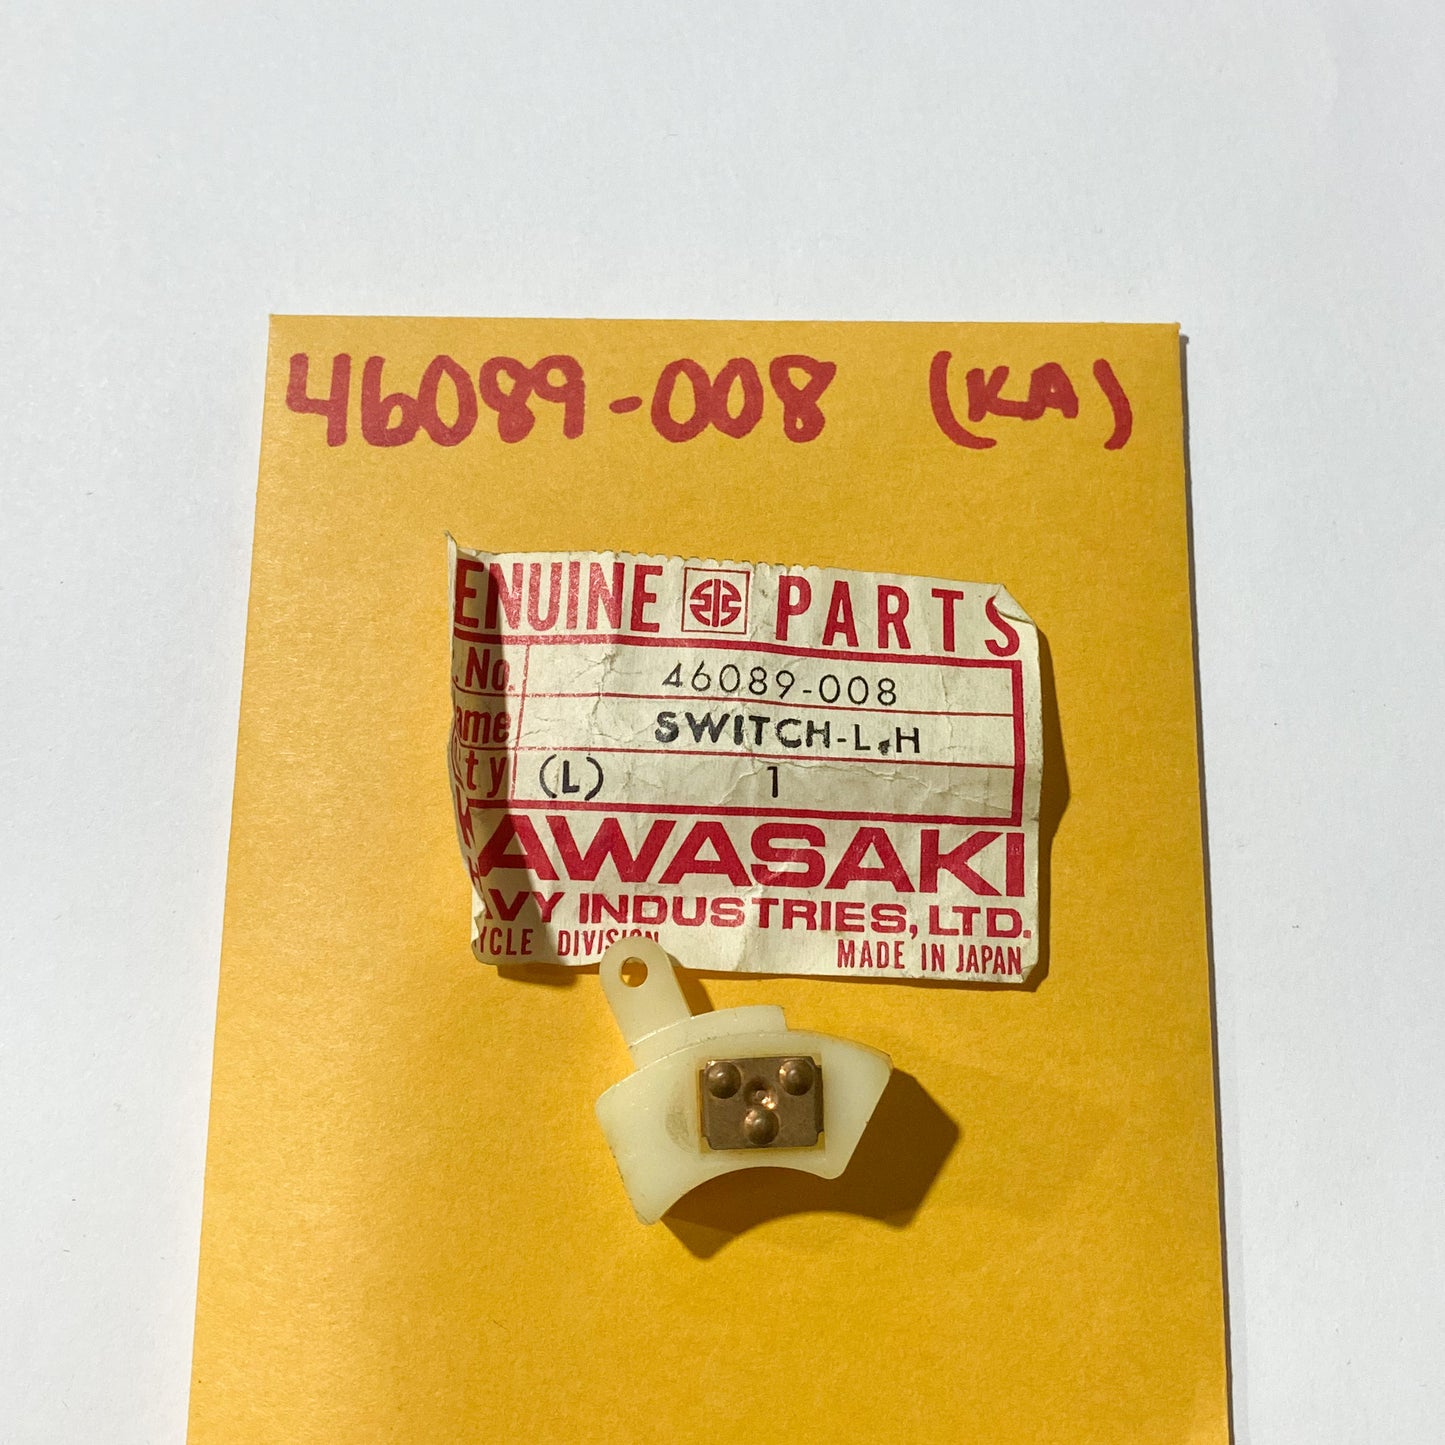 46089-008 (KA)
ENUINE PARTS
. No. 46089-008
ame SWITCH-L.H
ty (L) 1
KAWASAKI
AVY INDUSTRIES, LTD.
YCLE DIVISION MADE IN JAPAN